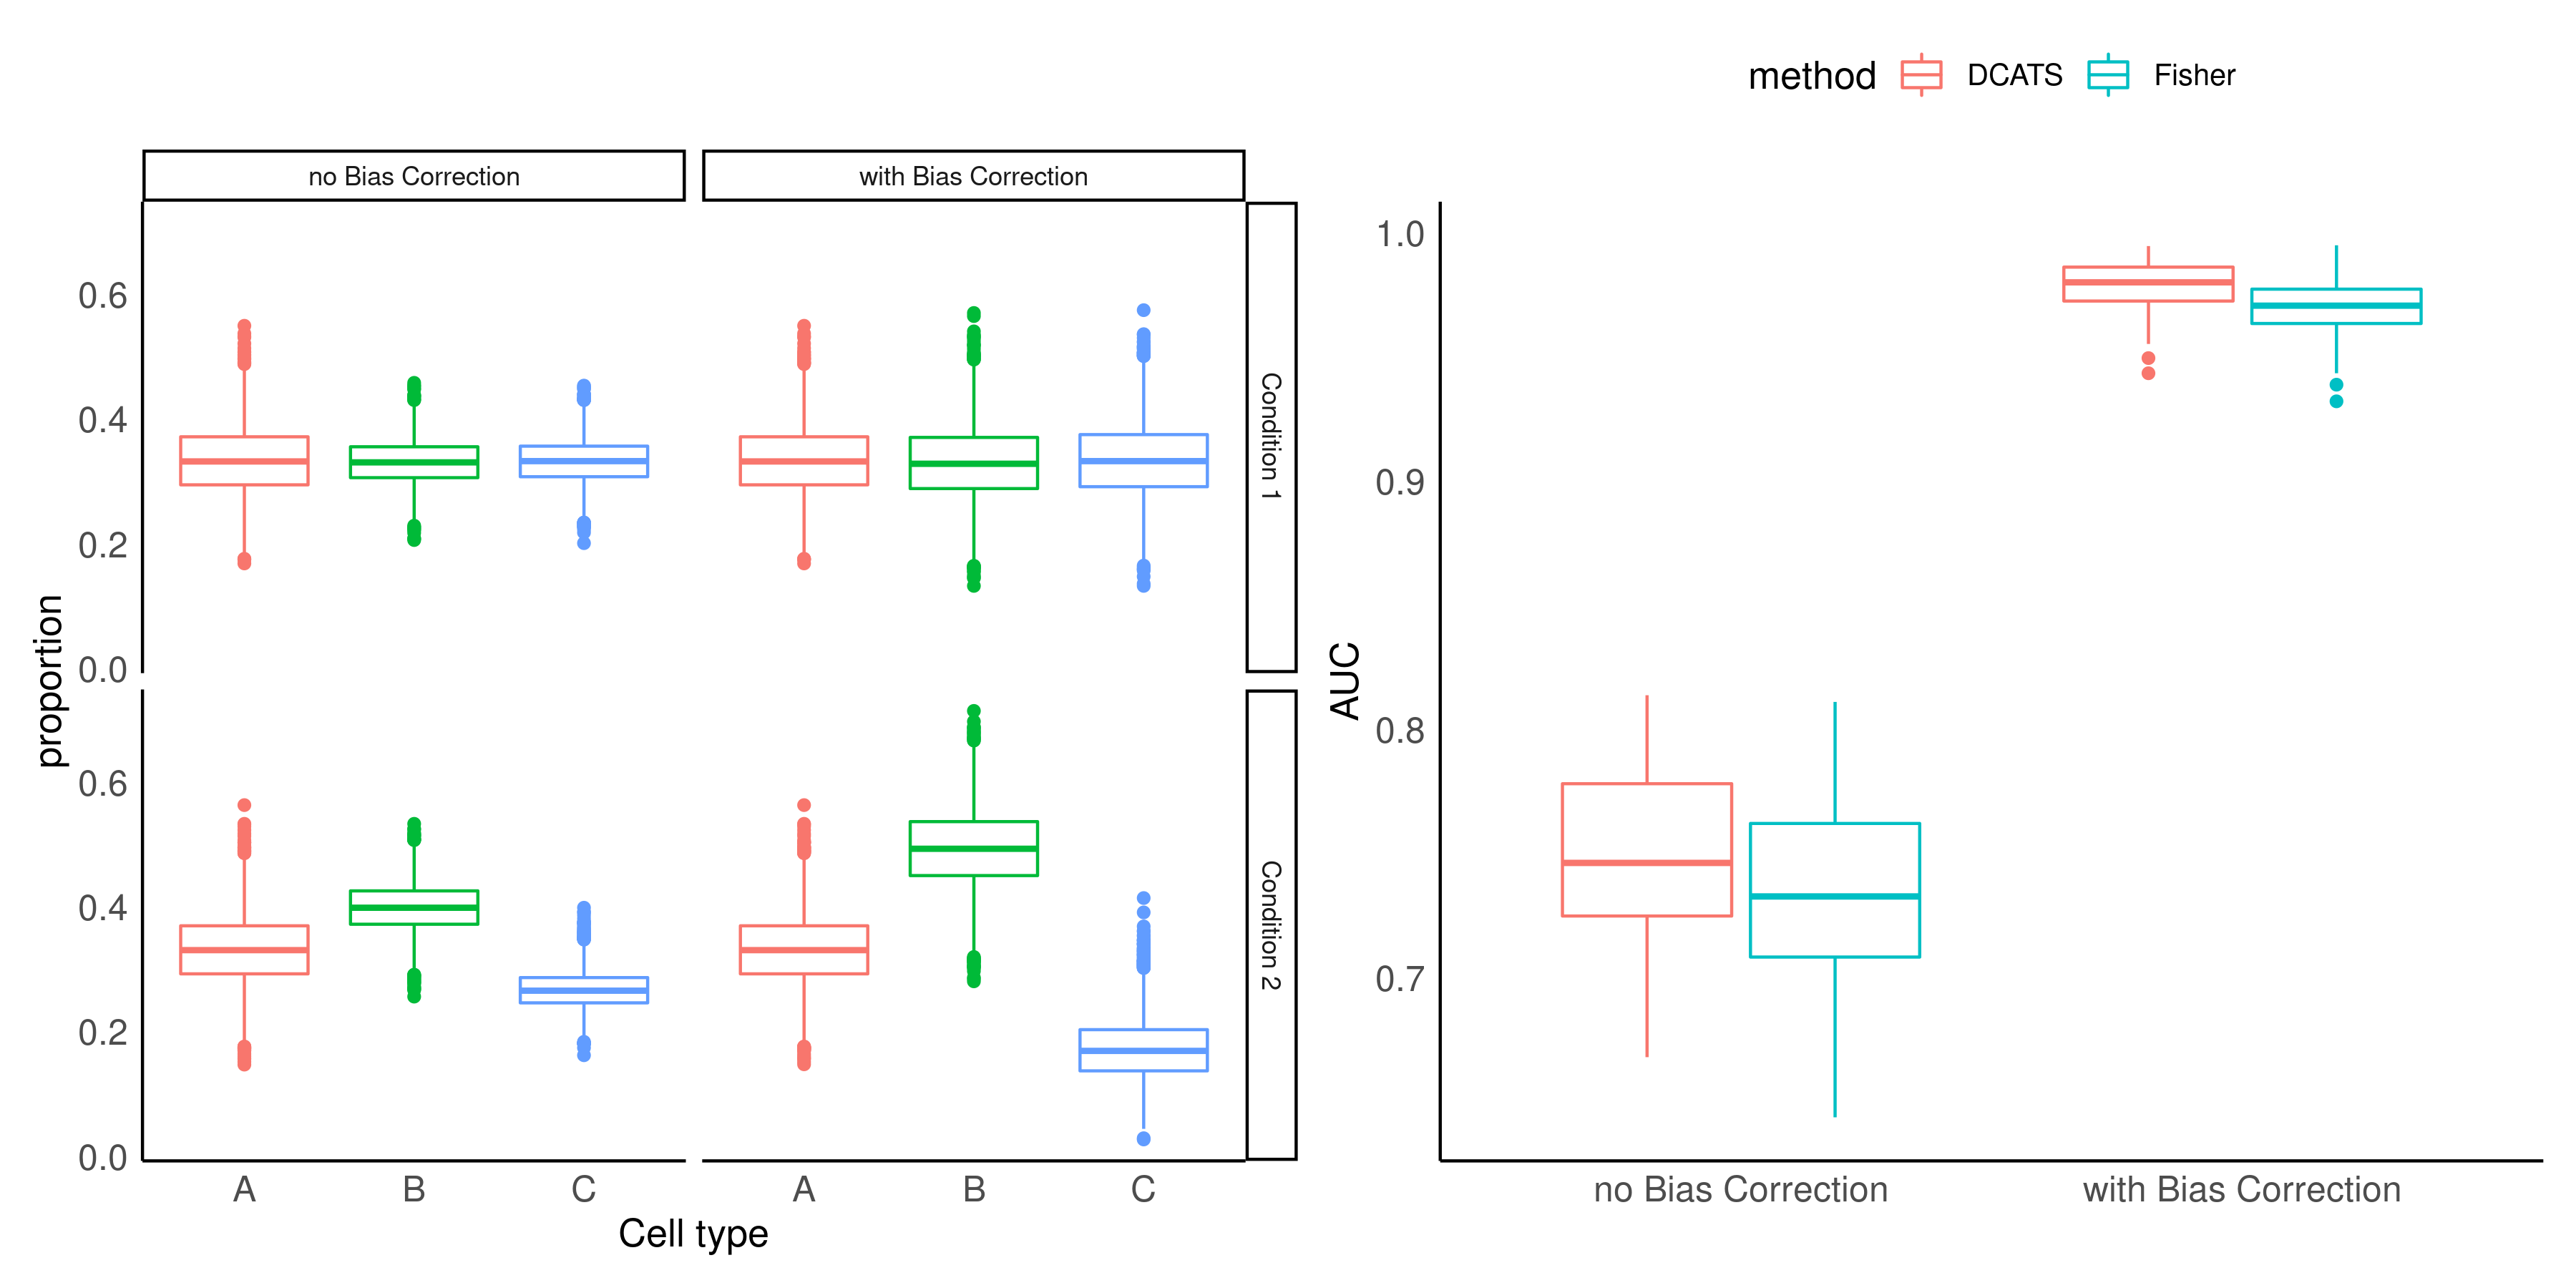 method DCATS Fisher
no Bias Correction
with Bias Correction
Condition 1
Condition 2
proportion
0.6
0.4
0.2
0.0
0.6
0.4
0.2
0.0
A B C
A B C
Cell type
AUC
1.0
0.9
0.8
0.7
no Bias Correction
with Bias Correction